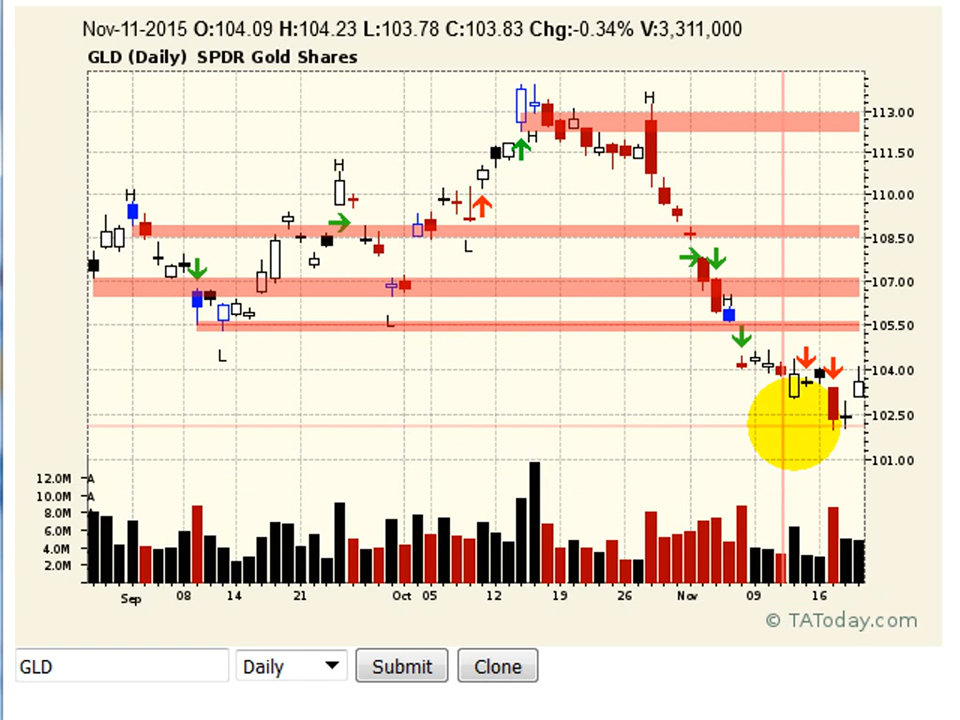 Nov-11-2015 O:104.09 H:104.23 L:103.78 C:103.83 Chg:-0.34% V:3,311,000
GLD (Daily) SPDR Gold Shares
113.00
111.50
110.00
108.50
107.00
105.50
104.00
102.50
101.00
H
H
H
H
H
L
L
L
12.0M
10.0M
8.0M
6.0M
4.0M
2.0M
A
A
Sep 08 14 21 Oct 05 12 19 26 Nov 09 16
© TAToday.com
GLD Daily Submit Clone